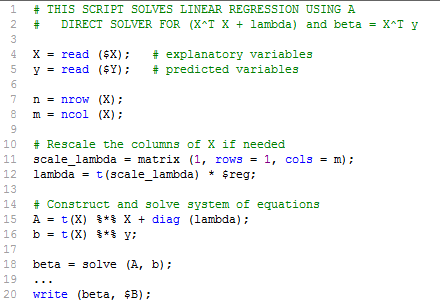 1 # THIS SCRIPT SOLVES LINEAR REGRESSION USING A
2 #   DIRECT SOLVER FOR (X^T X + lambda) and beta = X^T y
3
4 X = read ($X);   # explanatory variables
5 y = read ($Y);   # predicted variables
6
7 n = nrow (X);
8 m = ncol (X);
9
10 # Rescale the columns of X if needed
11 scale_lambda = matrix (1, rows = 1, cols = m);
12 lambda = t(scale_lambda) * $reg;
13
14 # Construct and solve system of equations
15 A = t(X) %*% X + diag (lambda);
16 b = t(X) %*% y;
17
18 beta = solve (A, b);
19 ...
20 write (beta, $B);